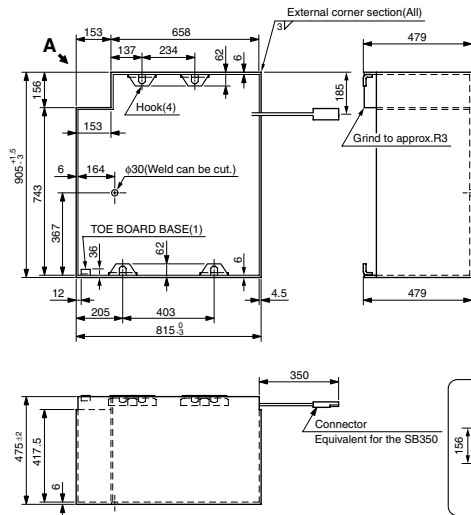 External corner section(All)
3
A
153
658
137
234
62
6
479
156
Hook(4)
185
Grind to approx.R3
153
905 +1.5 -3
743
6
164
φ30(Weld can be cut.)
367
TOE BOARD BASE(1)
36
62
6
12
4.5
205
403
479
815 0 -3
350
Connector
Equivalent for the SB350
475±2
417.5
6
156